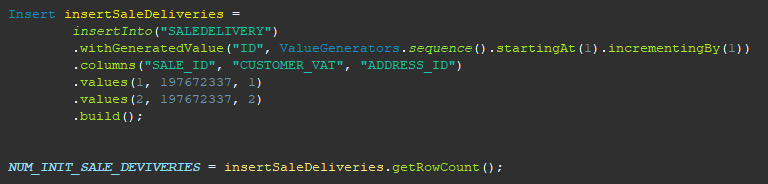 Insert insertSaleDeliveries =
insertInto("SALEDELIVERY")
.withGeneratedValue("ID", ValueGenerators.sequence().startingAt(1).incrementingBy(1))
.columns("SALE_ID", "CUSTOMER_VAT", "ADDRESS_ID")
.values(1, 197672337, 1)
.values(2, 197672337, 2)
.build();
NUM_INIT_SALE_DEVIVERIES = insertSaleDeliveries.getRowCount();